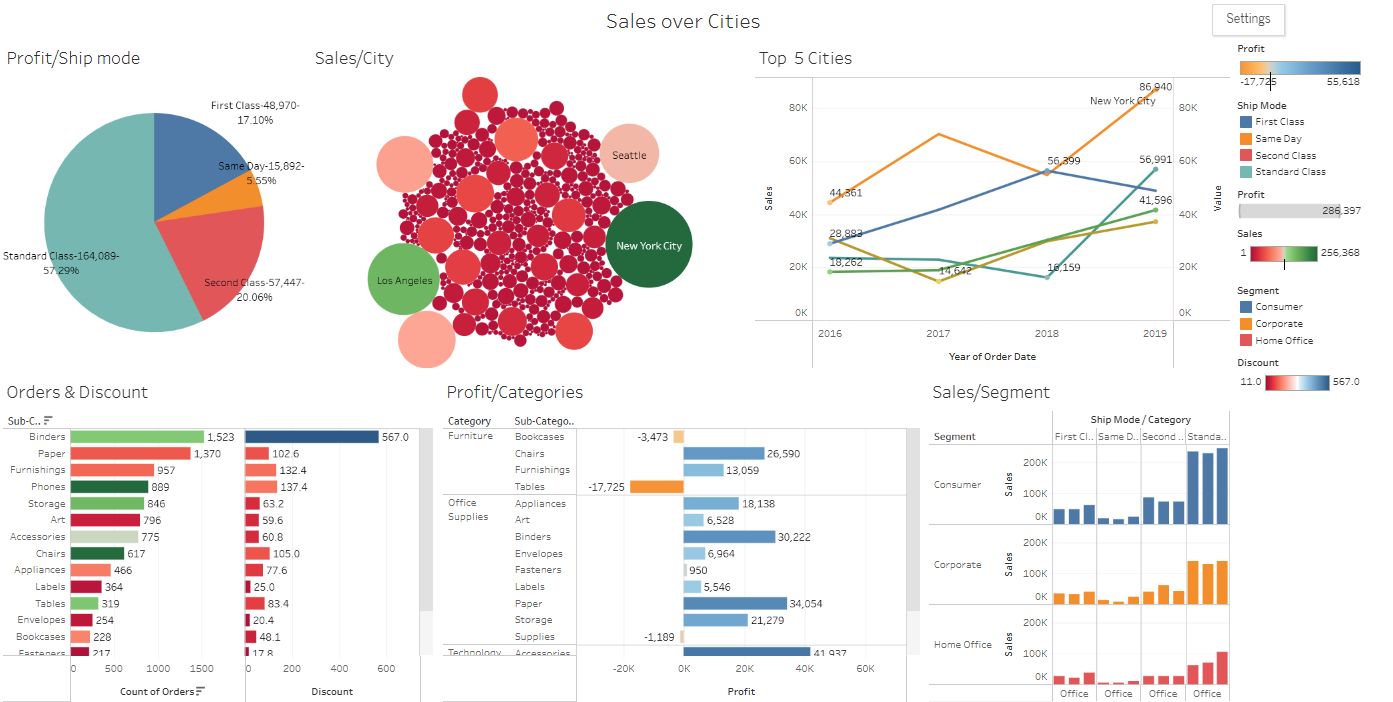 Sales over Cities
Settings
Profit/Ship mode
First Class-48,970-
17.10%
Same Day-15,892-
5.55%
Standard Class-164,089-
57.29%
Second Class-57,447-
20.06%
Sales/City
Seattle
New York City
Los Angeles
Top 5 Cities
Sales
80K
60K
40K
20K
0K
86,940
New York City
56,399
56,991
44,361
41,596
28,883
18,262
14,642
16,159
80K
60K
40K
20K
0K
Value
2016
2017
2018
2019
Year of Order Date
Profit
-17,725
55,618
Ship Mode
First Class
Same Day
Second Class
Standard Class
Profit
286,397
Sales
1
256,368
Segment
Consumer
Corporate
Home Office
Discount
11.0
567.0
Orders & Discount
Sub-C..
Binders 1,523 567.0
Paper 1,370 102.6
Furnishings 957 132.4
Phones 889 137.4
Storage 846 63.2
Art 796 59.6
Accessories 775 60.8
Chairs 617 105.0
Appliances 466 77.6
Labels 364 25.0
Tables 319 83.4
Envelopes 254 20.4
Bookcases 228 48.1
Fasteners 217 17.8
0 500 1000 1500
0 200 400 600
Count of Orders
Discount
Profit/Categories
Category Sub-Catego..
Furniture Bookcases -3,473
Chairs 26,590
Furnishings 13,059
Tables -17,725
Office
Supplies
Appliances 18,138
Art 6,528
Binders 30,222
Envelopes 6,964
Fasteners 950
Labels 5,546
Paper 34,054
Storage 21,279
Supplies -1,189
Technology Accessories 41,937
-20K 0K 20K 40K 60K
Profit
Sales/Segment
Ship Mode / Category
Segment
First Cl.. Same D.. Second .. Standa..
Consumer
Sales
200K
100K
0K
Corporate
Sales
200K
100K
0K
Home Office
Sales
200K
100K
0K
Office Office Office Office